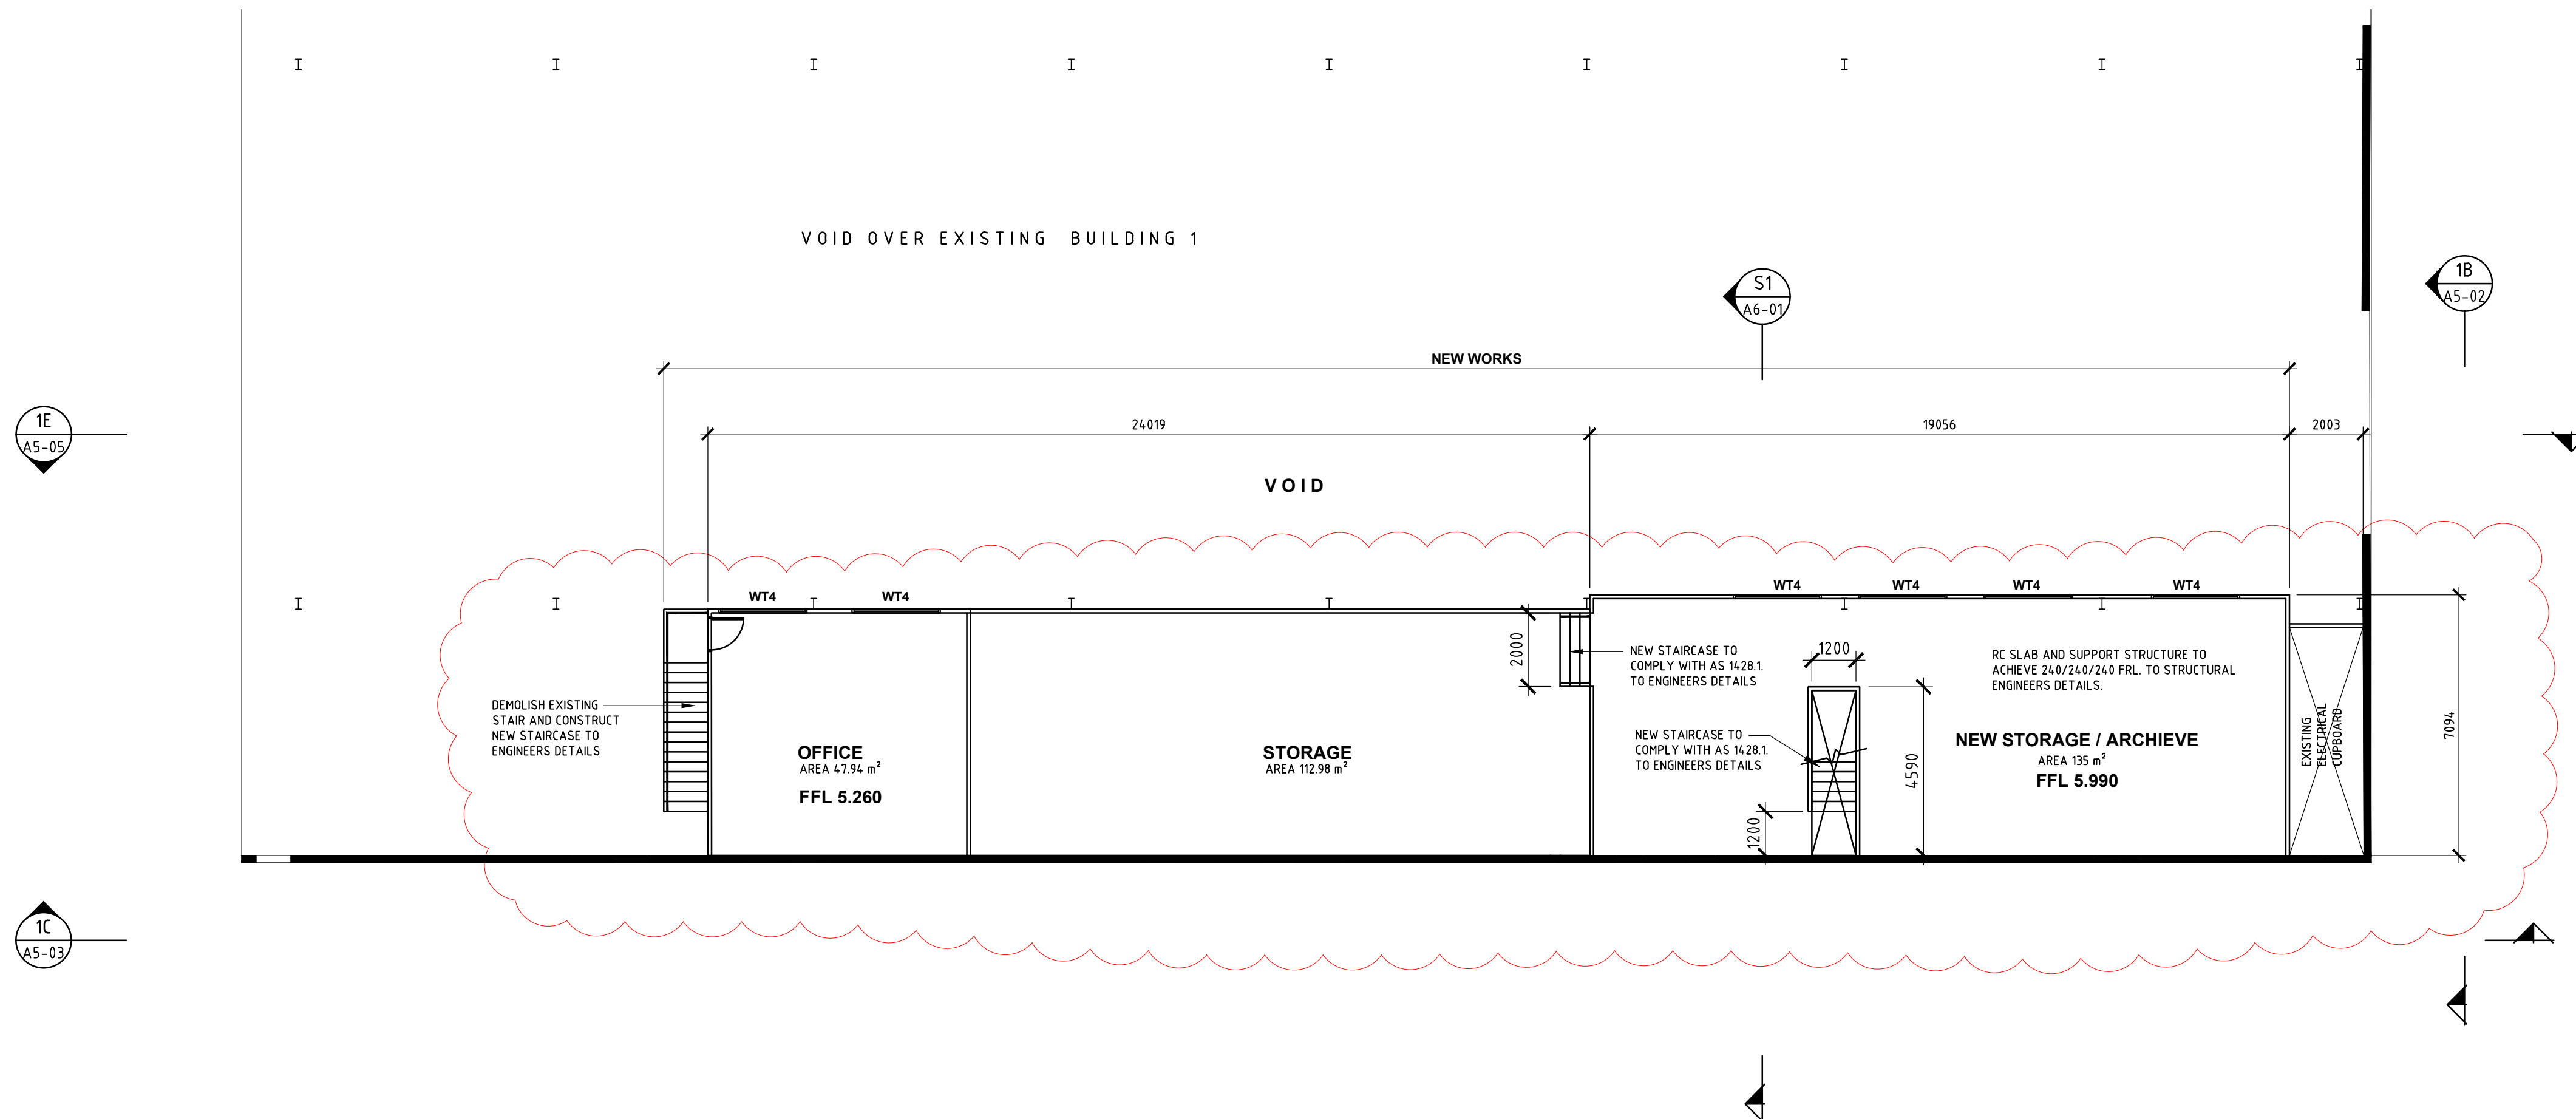 VOID OVER EXISTING BUILDING 1
S1
A6-01
1B
A5-02
NEW WORKS
1E
A5-05
24019
19056
2003
VOID
WT4
WT4
WT4
WT4
WT4
WT4
2000
NEW STAIRCASE TO
COMPLY WITH AS 1428.1.
TO ENGINEERS DETAILS
1200
RC SLAB AND SUPPORT STRUCTURE TO
ACHIEVE 240/240/240 FRL. TO STRUCTURAL
ENGINEERS DETAILS.
DEMOLISH EXISTING
STAIR AND CONSTRUCT
NEW STAIRCASE TO
ENGINEERS DETAILS
OFFICE
AREA 47.94 m²
FFL 5.260
STORAGE
AREA 112.98 m²
NEW STAIRCASE TO
COMPLY WITH AS 1428.1.
TO ENGINEERS DETAILS
4590
1200
NEW STORAGE / ARCHIEVE
AREA 135 m²
FFL 5.990
EXISTING
ELECTRICAL
CUPBOARD
7094
1C
A5-03